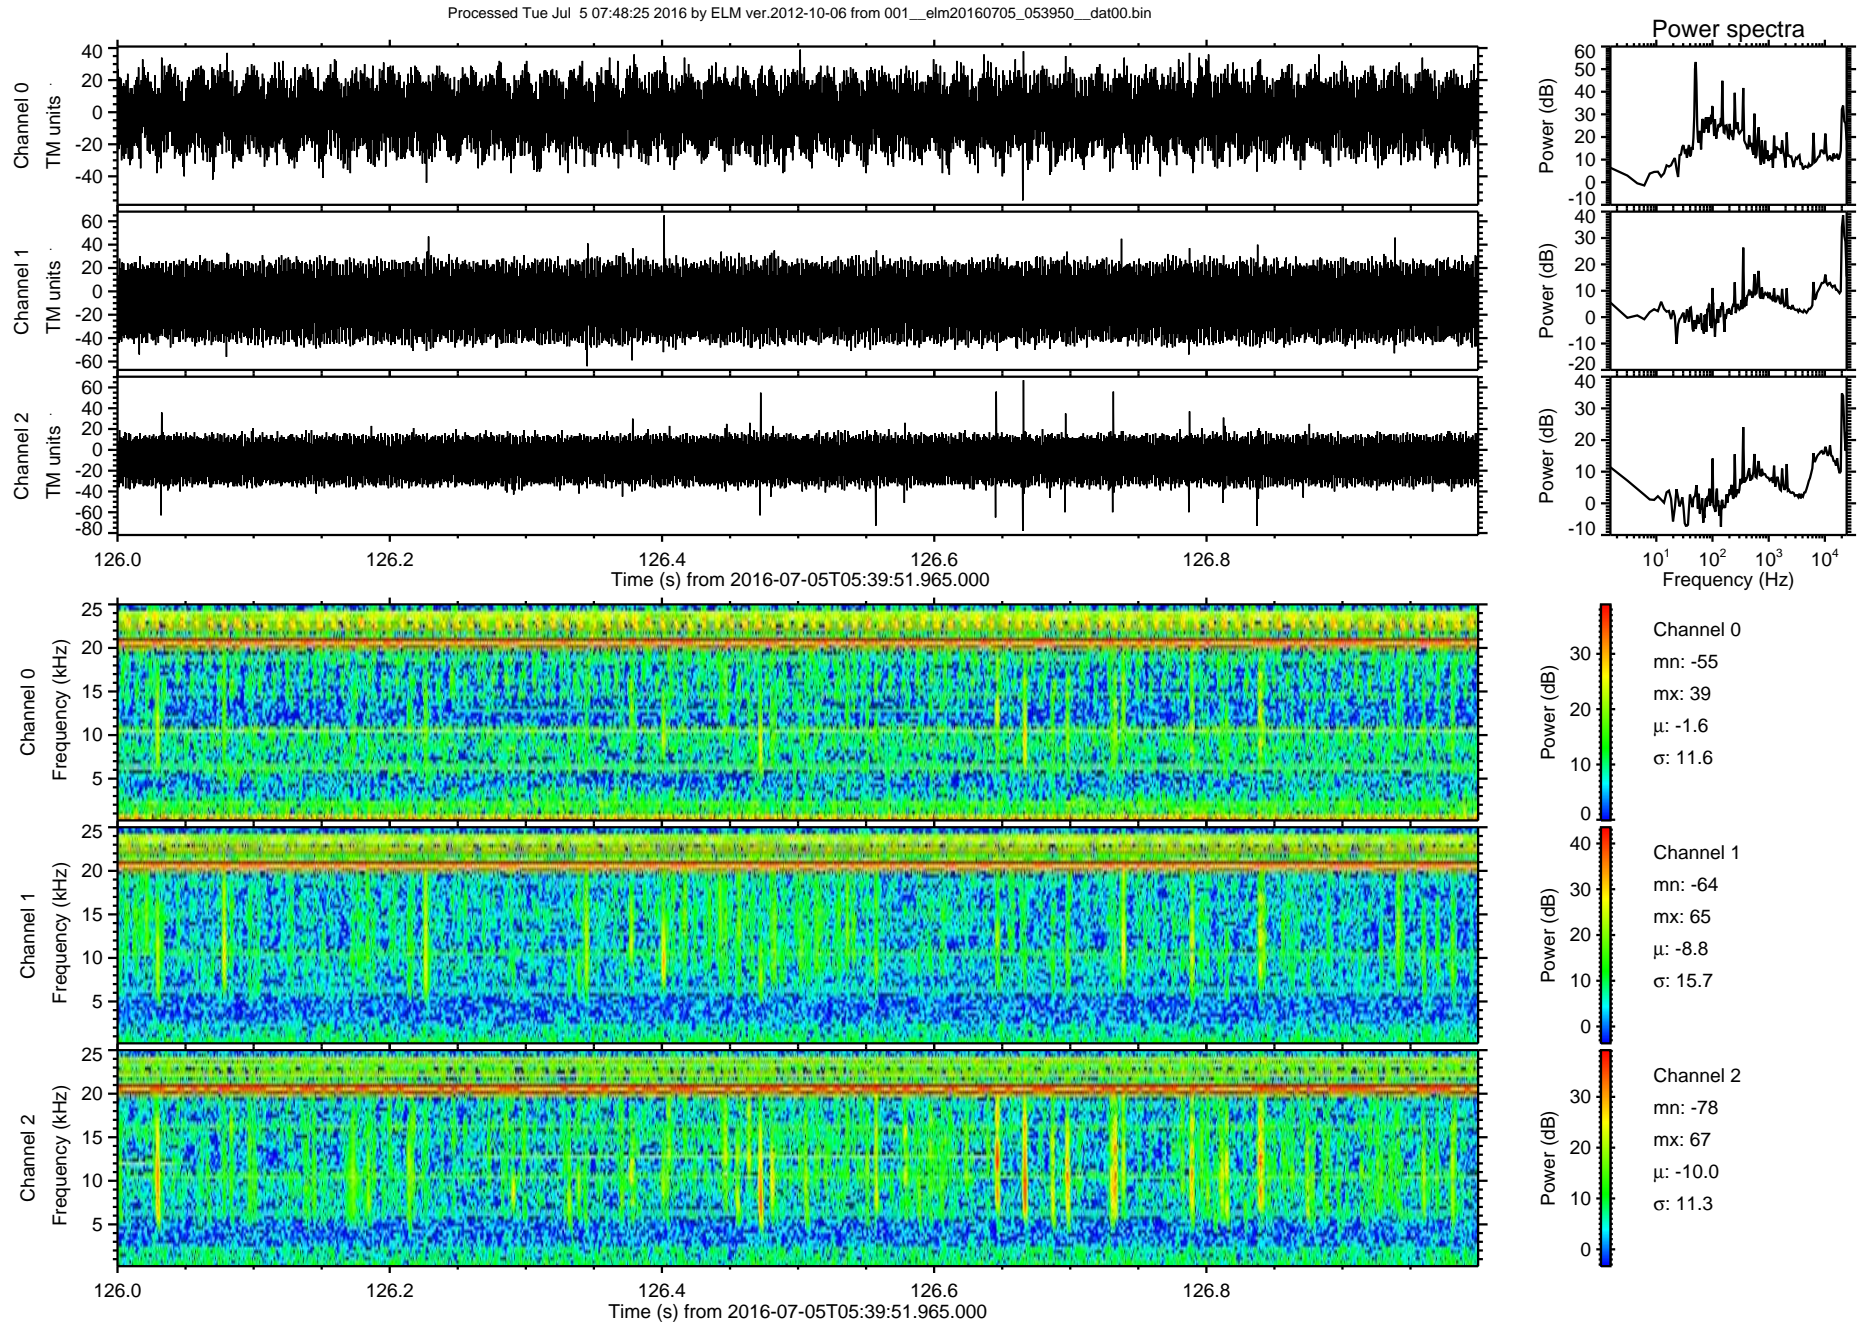 Processed Tue Jul  5 07:48:25 2016 by ELM ver.2012-10-06 from 001__elm20160705_053950__dat00.bin
Power spectra
Channel 0
TM units
40
20
0
-20
-40
Power (dB)
60
50
40
30
20
10
0
-10
Channel 1
TM units
60
40
20
0
-20
-40
-60
Power (dB)
40
30
20
10
0
-10
-20
Channel 2
TM units
60
40
20
0
-20
-40
-60
-80
Power (dB)
40
30
20
10
0
-10
126.0 126.2 126.4 126.6 126.8
Time (s) from 2016-07-05T05:39:51.965.000
10¹ 10² 10³ 10⁴
Frequency (Hz)
Channel 0
Frequency (kHz)
25
20
15
10
5
Power (dB)
30
20
10
0
Channel 0
mn: -55
mx: 39
μ: -1.6
σ: 11.6
Channel 1
Frequency (kHz)
25
20
15
10
5
Power (dB)
40
30
20
10
0
Channel 1
mn: -64
mx: 65
μ: -8.8
σ: 15.7
Channel 2
Frequency (kHz)
25
20
15
10
5
Power (dB)
30
20
10
0
Channel 2
mn: -78
mx: 67
μ: -10.0
σ: 11.3
126.0 126.2 126.4 126.6 126.8
Time (s) from 2016-07-05T05:39:51.965.000